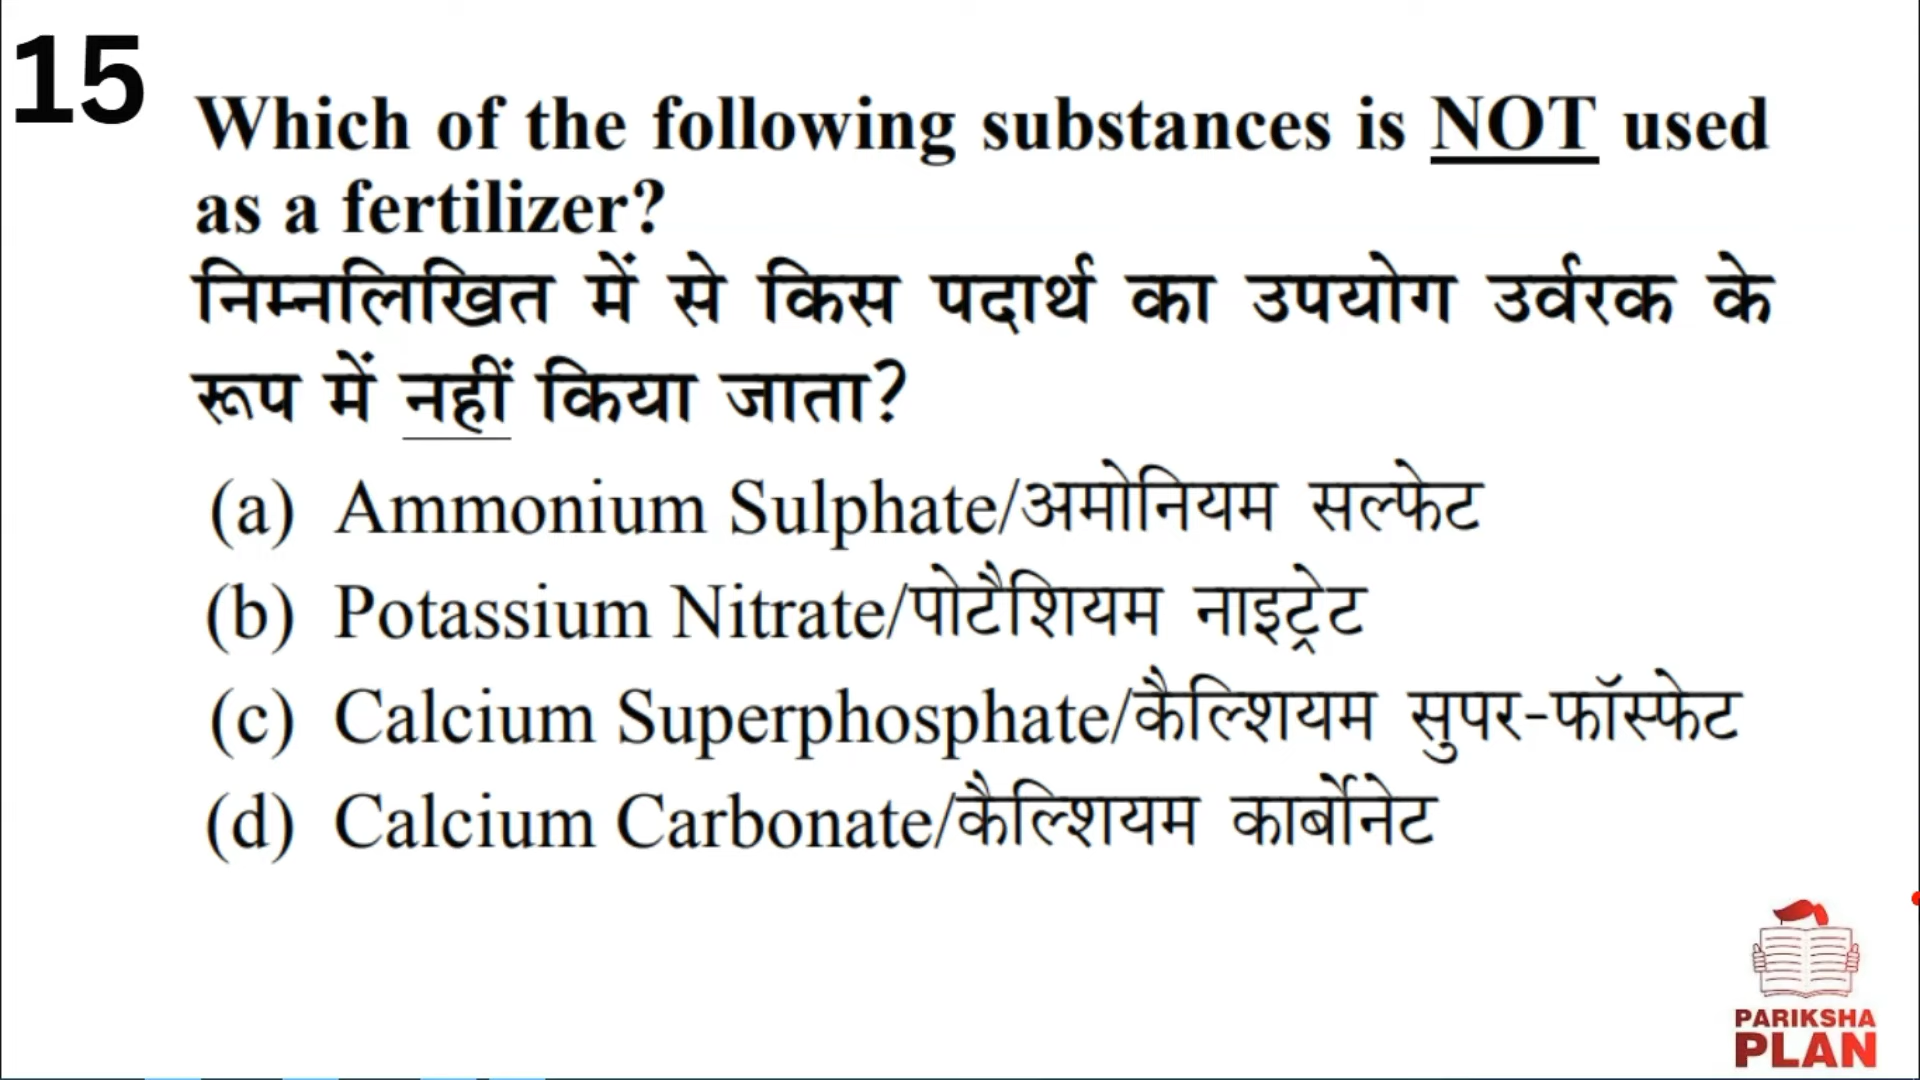 15
Which of the following substances is NOT used
as a fertilizer?
निम्नलिखित में से किस पदार्थ का उपयोग उर्वरक के
रूप में नहीं किया जाता?
(a) Ammonium Sulphate/अमोनियम सल्फेट
(b) Potassium Nitrate/पोटैशियम नाइट्रेट
(c) Calcium Superphosphate/कैल्शियम सुपर-फॉस्फेट
(d) Calcium Carbonate/कैल्शियम कार्बोनेट
PARIKSHA
PLAN